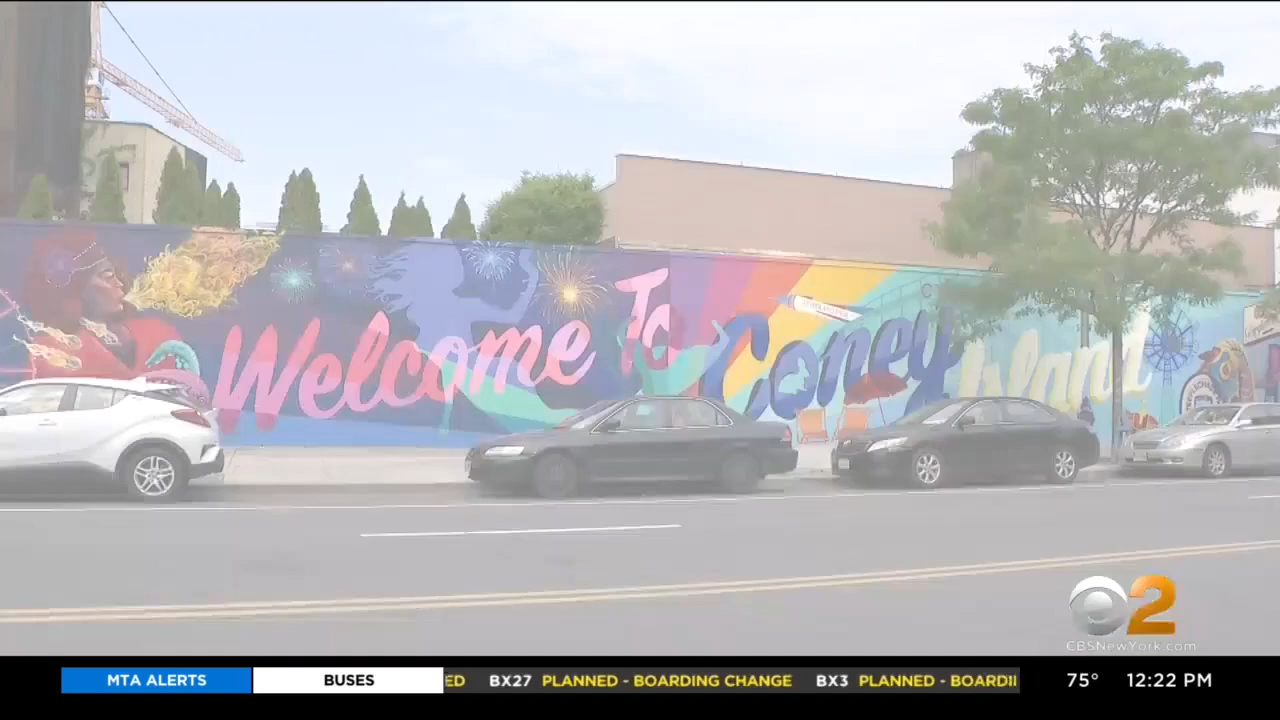 Welcome To Coney Island
2
CBSNewYork.com
MTA ALERTS BUSES ED BX27 PLANNED - BOARDING CHANGE BX3 PLANNED - BOARDI 75° 12:22 PM